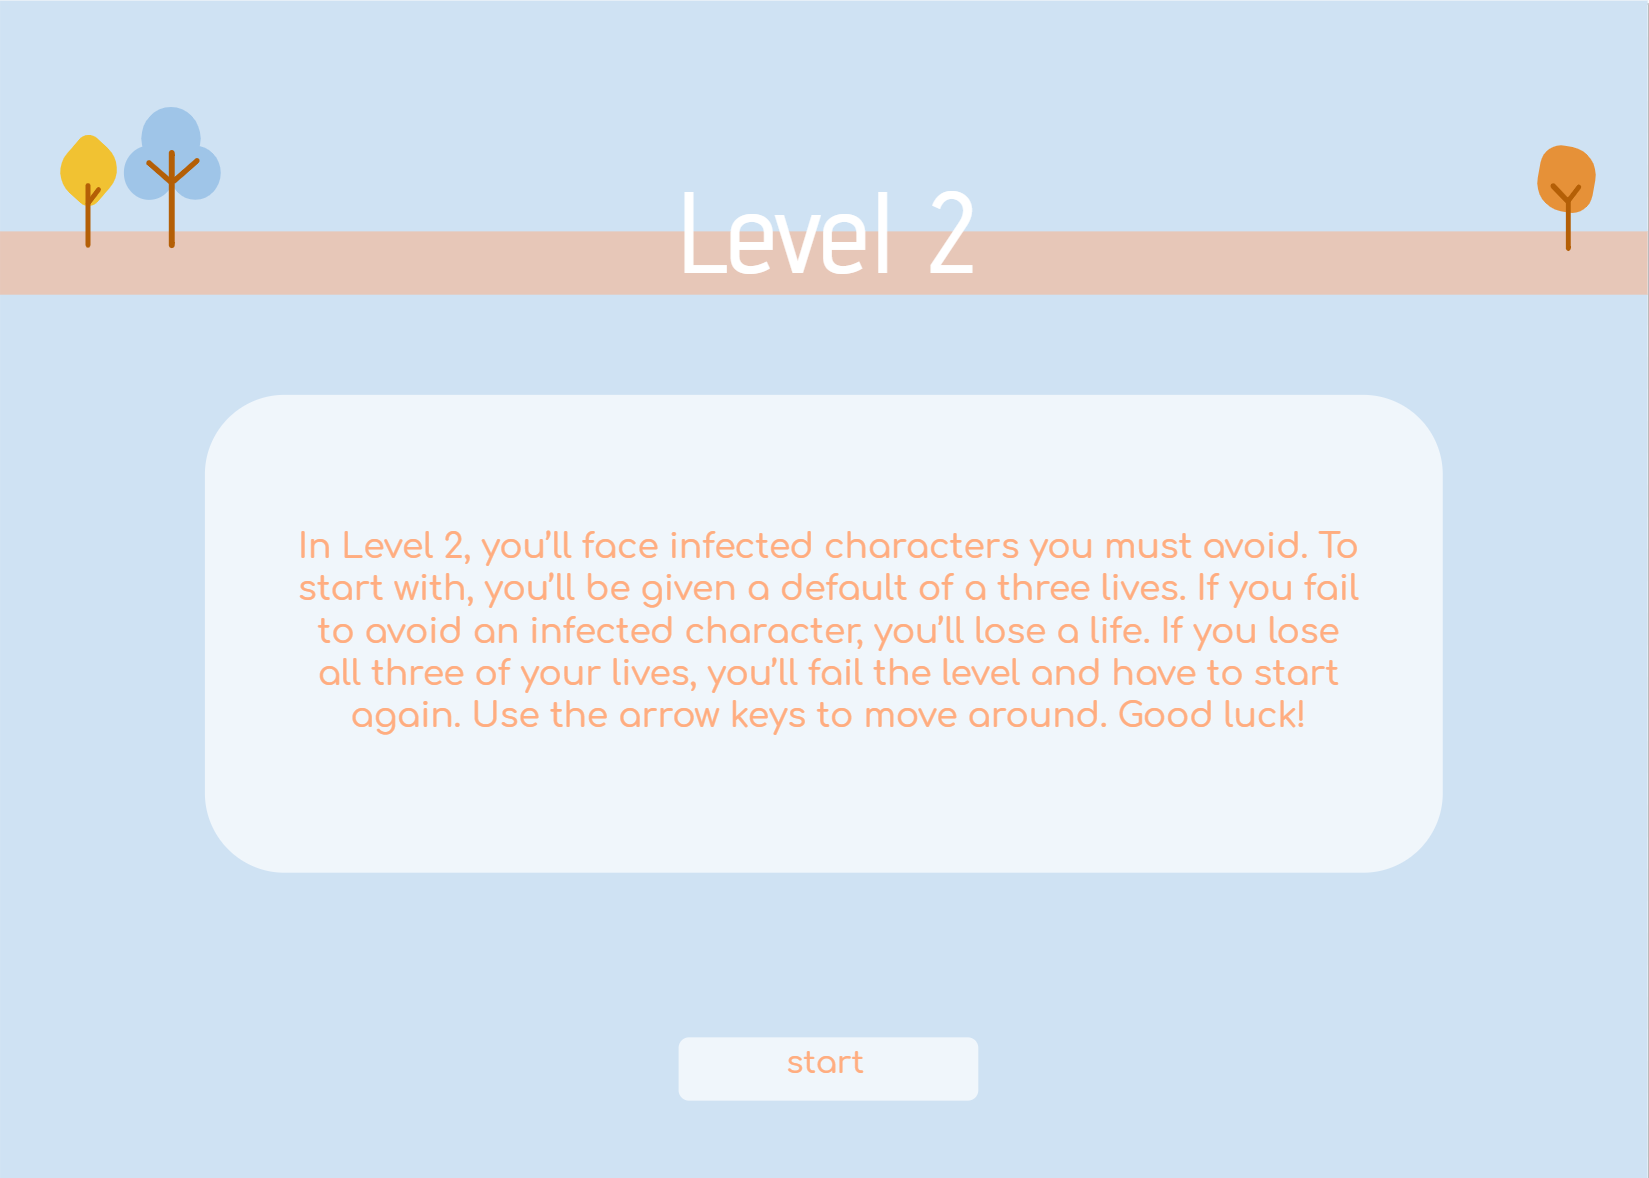 Level 2
In Level 2, you’ll face infected characters you must avoid. To
start with, you’ll be given a default of a three lives. If you fail
to avoid an infected character, you’ll lose a life. If you lose
all three of your lives, you’ll fail the level and have to start
again. Use the arrow keys to move around. Good luck!
start